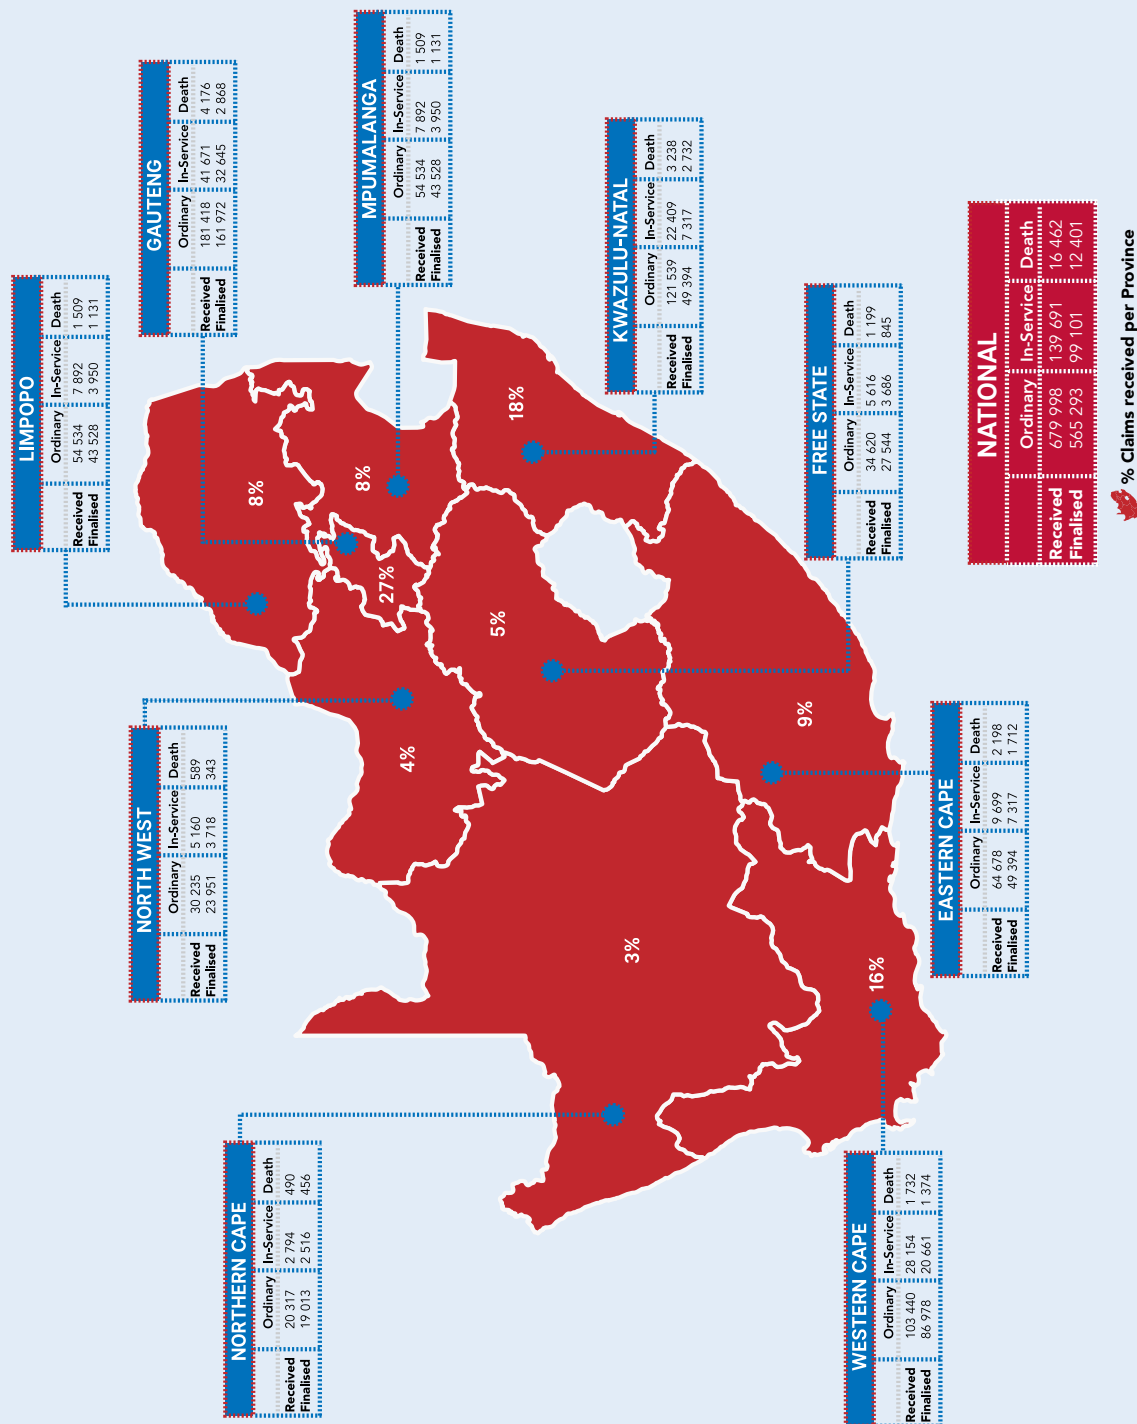 LIMPOPO
Ordinary In-Service Death
Received 54 534 7 892 1 509
Finalised 43 528 3 950 1 131
GAUTENG
Ordinary In-Service Death
Received 181 418 41 671 4 176
Finalised 161 972 32 645 2 868
MPUMALANGA
Ordinary In-Service Death
Received 54 534 7 892 1 509
Finalised 43 528 3 950 1 131
KWAZULU-NATAL
Ordinary In-Service Death
Received 121 539 22 409 3 238
Finalised 49 394 7 317 2 732
FREE STATE
Ordinary In-Service Death
Received 34 620 5 616 1 199
Finalised 27 544 3 686 845
NORTH WEST
Ordinary In-Service Death
Received 30 235 5 160 589
Finalised 23 951 3 718 343
EASTERN CAPE
Ordinary In-Service Death
Received 64 678 9 699 2 198
Finalised 49 394 7 317 1 712
NORTHERN CAPE
Ordinary In-Service Death
Received 20 317 2 794 490
Finalised 19 013 2 516 456
WESTERN CAPE
Ordinary In-Service Death
Received 103 440 28 154 1 732
Finalised 86 978 20 661 1 374
8%
8%
27%
18%
5%
4%
9%
3%
16%
NATIONAL
Ordinary In-Service Death
Received 679 998 139 691 16 462
Finalised 565 293 99 101 12 401
% Claims received per Province